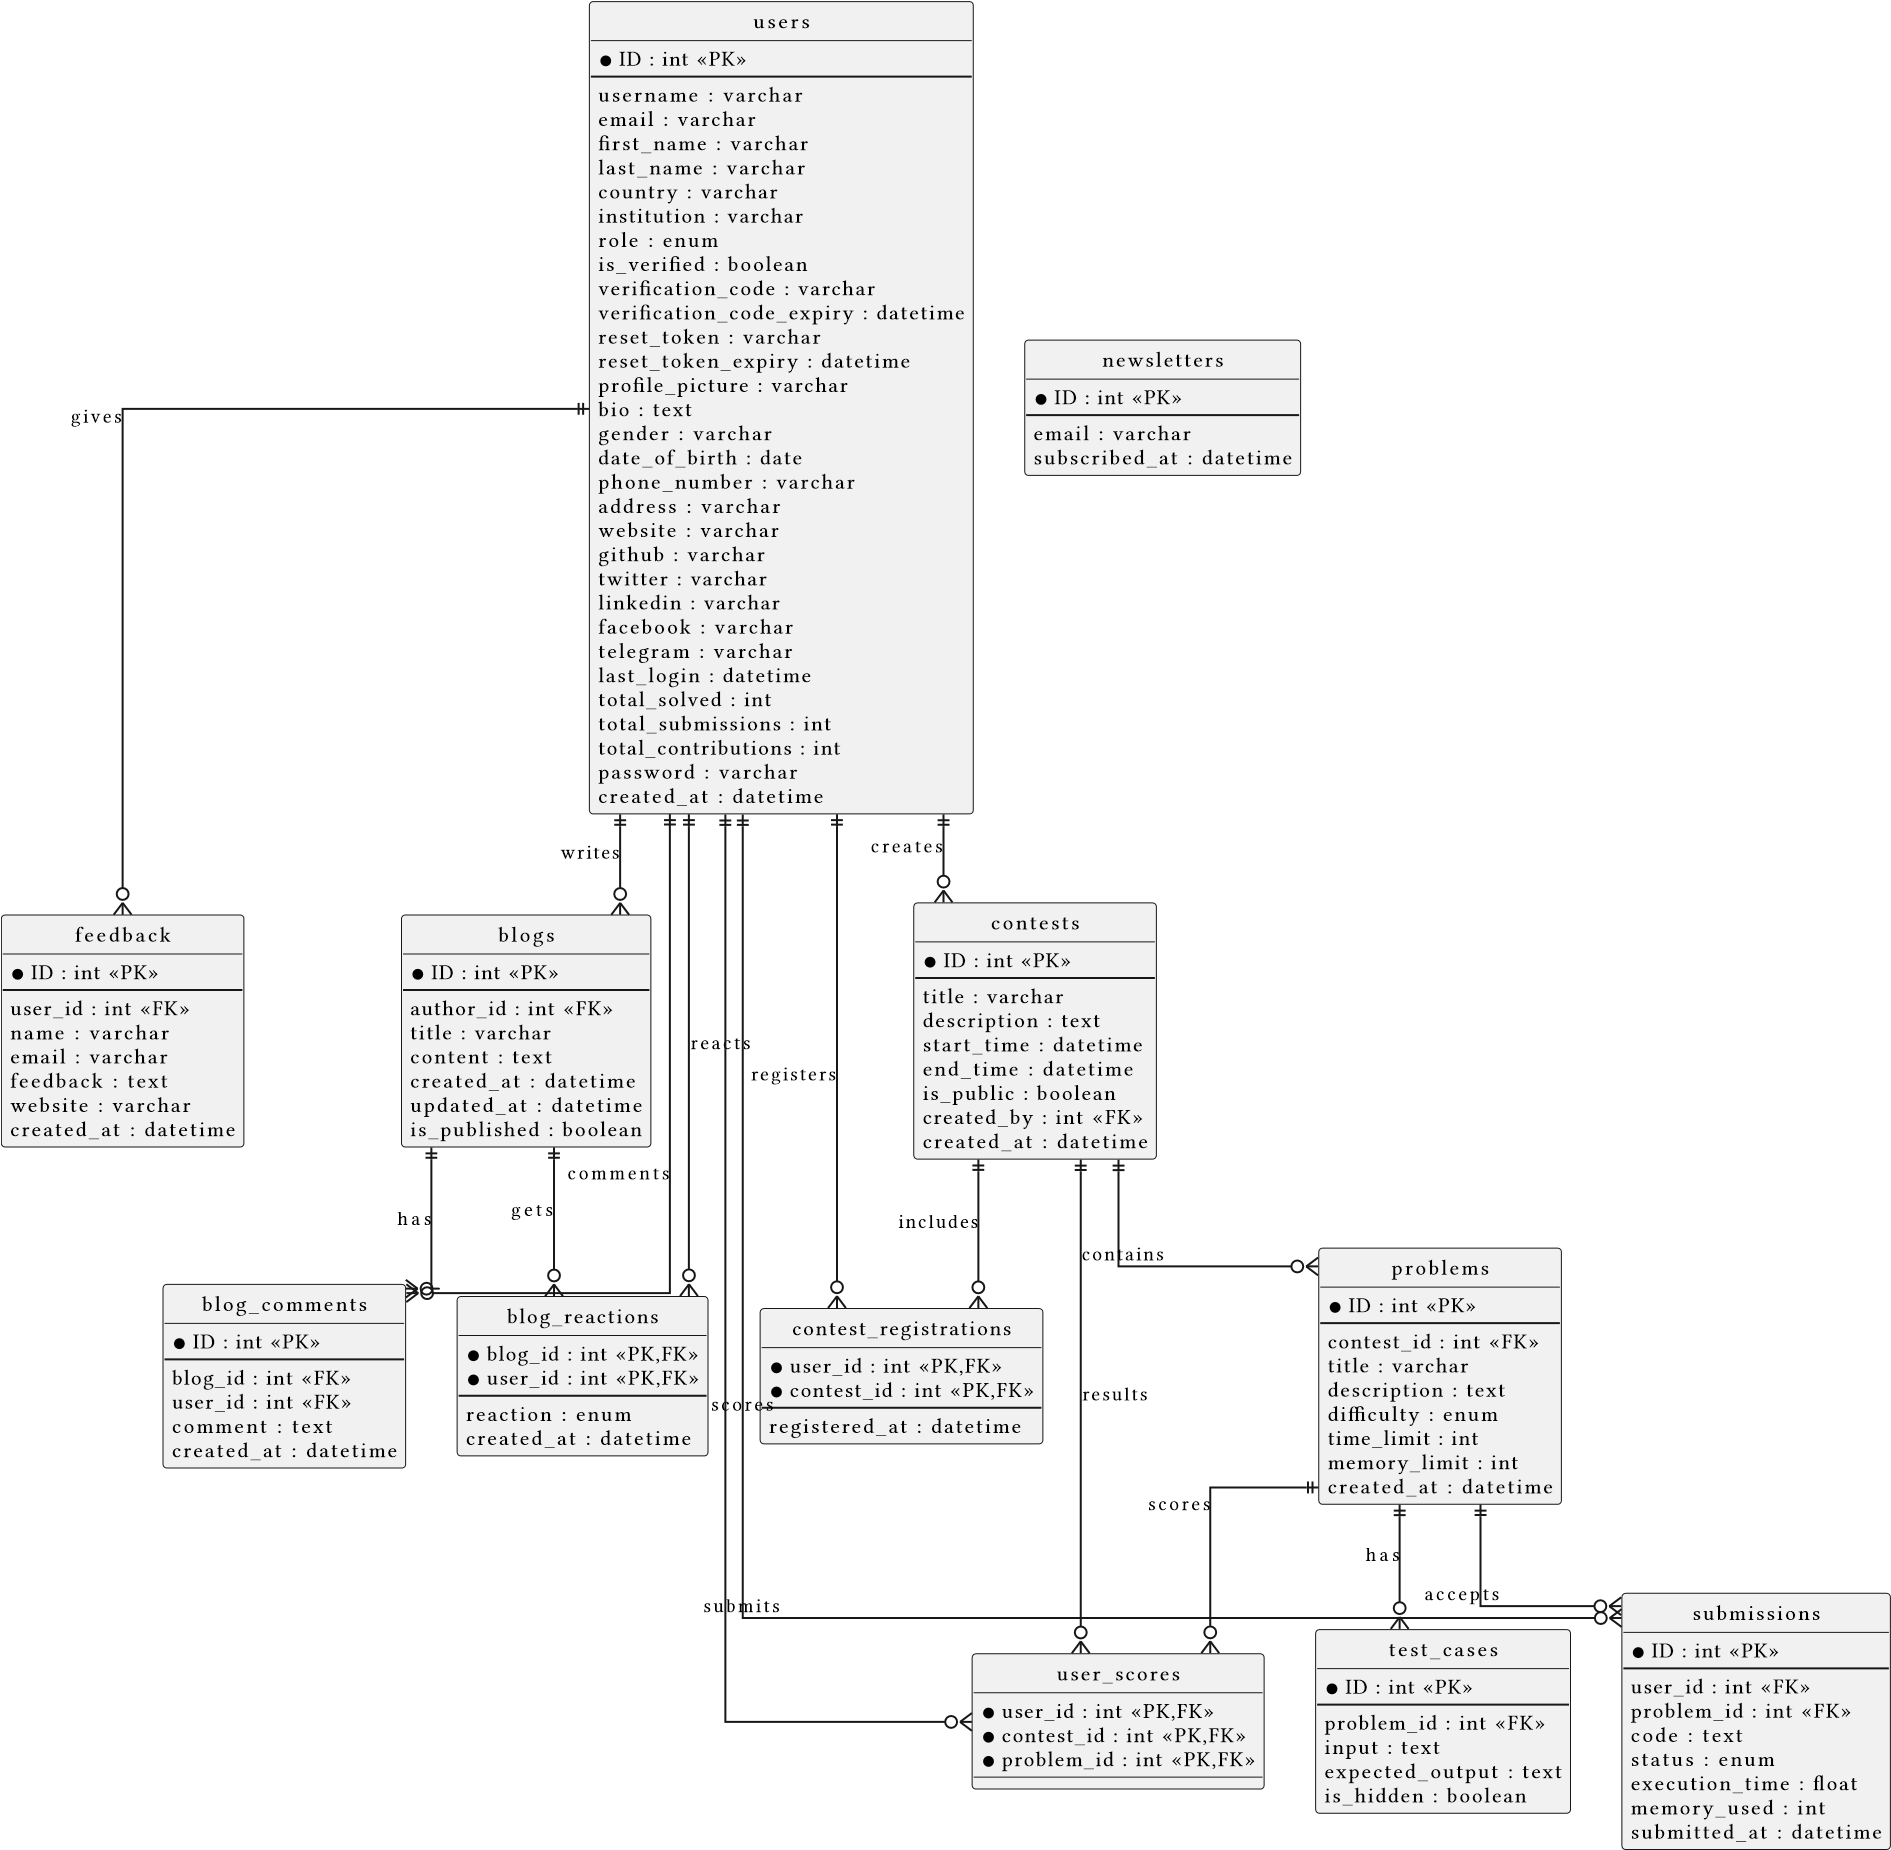 users
ID : int «PK»
username : varchar
email : varchar
first_name : varchar
last_name : varchar
country : varchar
institution : varchar
role : enum
is_verified : boolean
verification_code : varchar
verification_code_expiry : datetime
reset_token : varchar
reset_token_expiry : datetime
profile_picture : varchar
bio : text
gender : varchar
date_of_birth : date
phone_number : varchar
address : varchar
website : varchar
github : varchar
twitter : varchar
linkedin : varchar
facebook : varchar
telegram : varchar
last_login : datetime
total_solved : int
total_submissions : int
total_contributions : int
password : varchar
created_at : datetime
newsletters
ID : int «PK»
email : varchar
subscribed_at : datetime
gives
writes
creates
feedback
ID : int «PK»
user_id : int «FK»
name : varchar
email : varchar
feedback : text
website : varchar
created_at : datetime
blogs
ID : int «PK»
author_id : int «FK»
title : varchar
content : text
created_at : datetime
updated_at : datetime
is_published : boolean
reacts
registers
contests
ID : int «PK»
title : varchar
description : text
start_time : datetime
end_time : datetime
is_public : boolean
created_by : int «FK»
created_at : datetime
comments
has
gets
includes
contains
blog_comments
ID : int «PK»
blog_id : int «FK»
user_id : int «FK»
comment : text
created_at : datetime
blog_reactions
blog_id : int «PK,FK»
user_id : int «PK,FK»
reaction : enum
created_at : datetime
scores
contest_registrations
user_id : int «PK,FK»
contest_id : int «PK,FK»
registered_at : datetime
results
problems
ID : int «PK»
contest_id : int «FK»
title : varchar
description : text
difficulty : enum
time_limit : int
memory_limit : int
created_at : datetime
scores
has
accepts
submits
user_scores
user_id : int «PK,FK»
contest_id : int «PK,FK»
problem_id : int «PK,FK»
test_cases
ID : int «PK»
problem_id : int «FK»
input : text
expected_output : text
is_hidden : boolean
submissions
ID : int «PK»
user_id : int «FK»
problem_id : int «FK»
code : text
status : enum
execution_time : float
memory_used : int
submitted_at : datetime